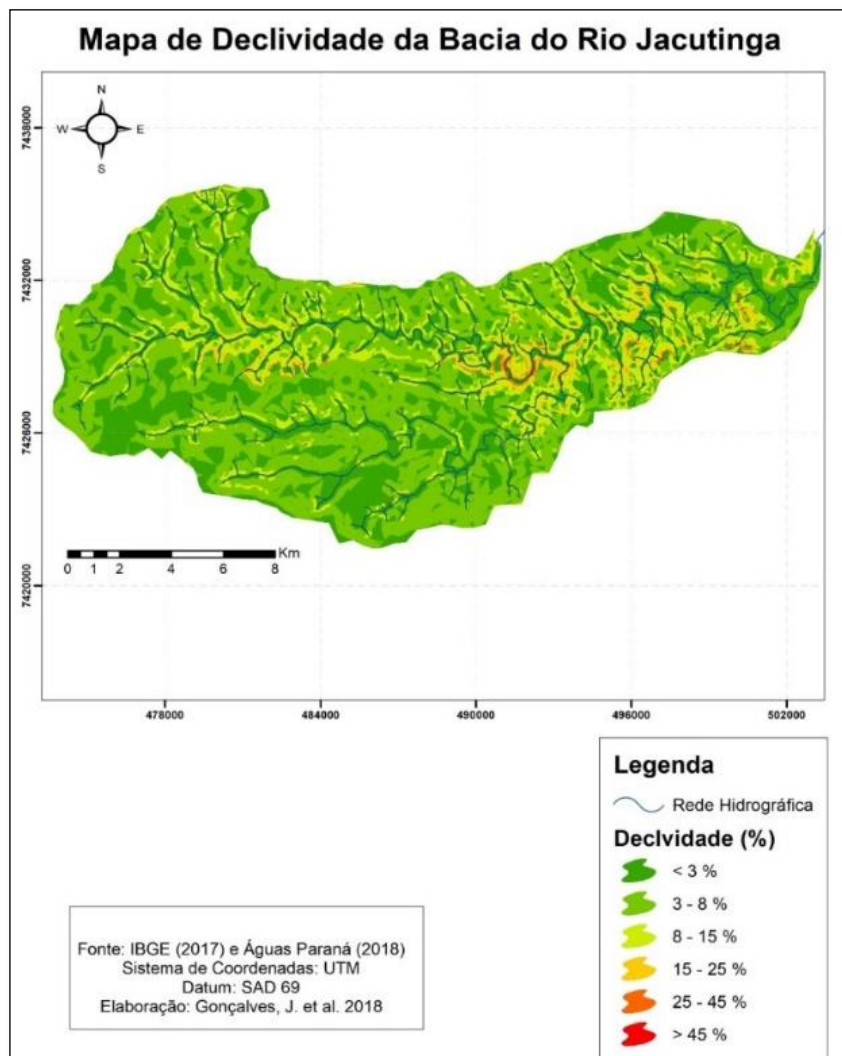 Mapa de Declividade da Bacia do Rio Jacutinga
N
W E
S
7438000
7432000
7426000
7420000
Km
0 1 2 4 6 8
478000 484000 490000 496000 502000
Legenda
Rede Hidrográfica
Declvidade (%)
< 3 %
3 - 8 %
8 - 15 %
15 - 25 %
25 - 45 %
> 45 %
Fonte: IBGE (2017) e Águas Paraná (2018)
Sistema de Coordenadas: UTM
Datum: SAD 69
Elaboração: Gonçalves, J. et al. 2018